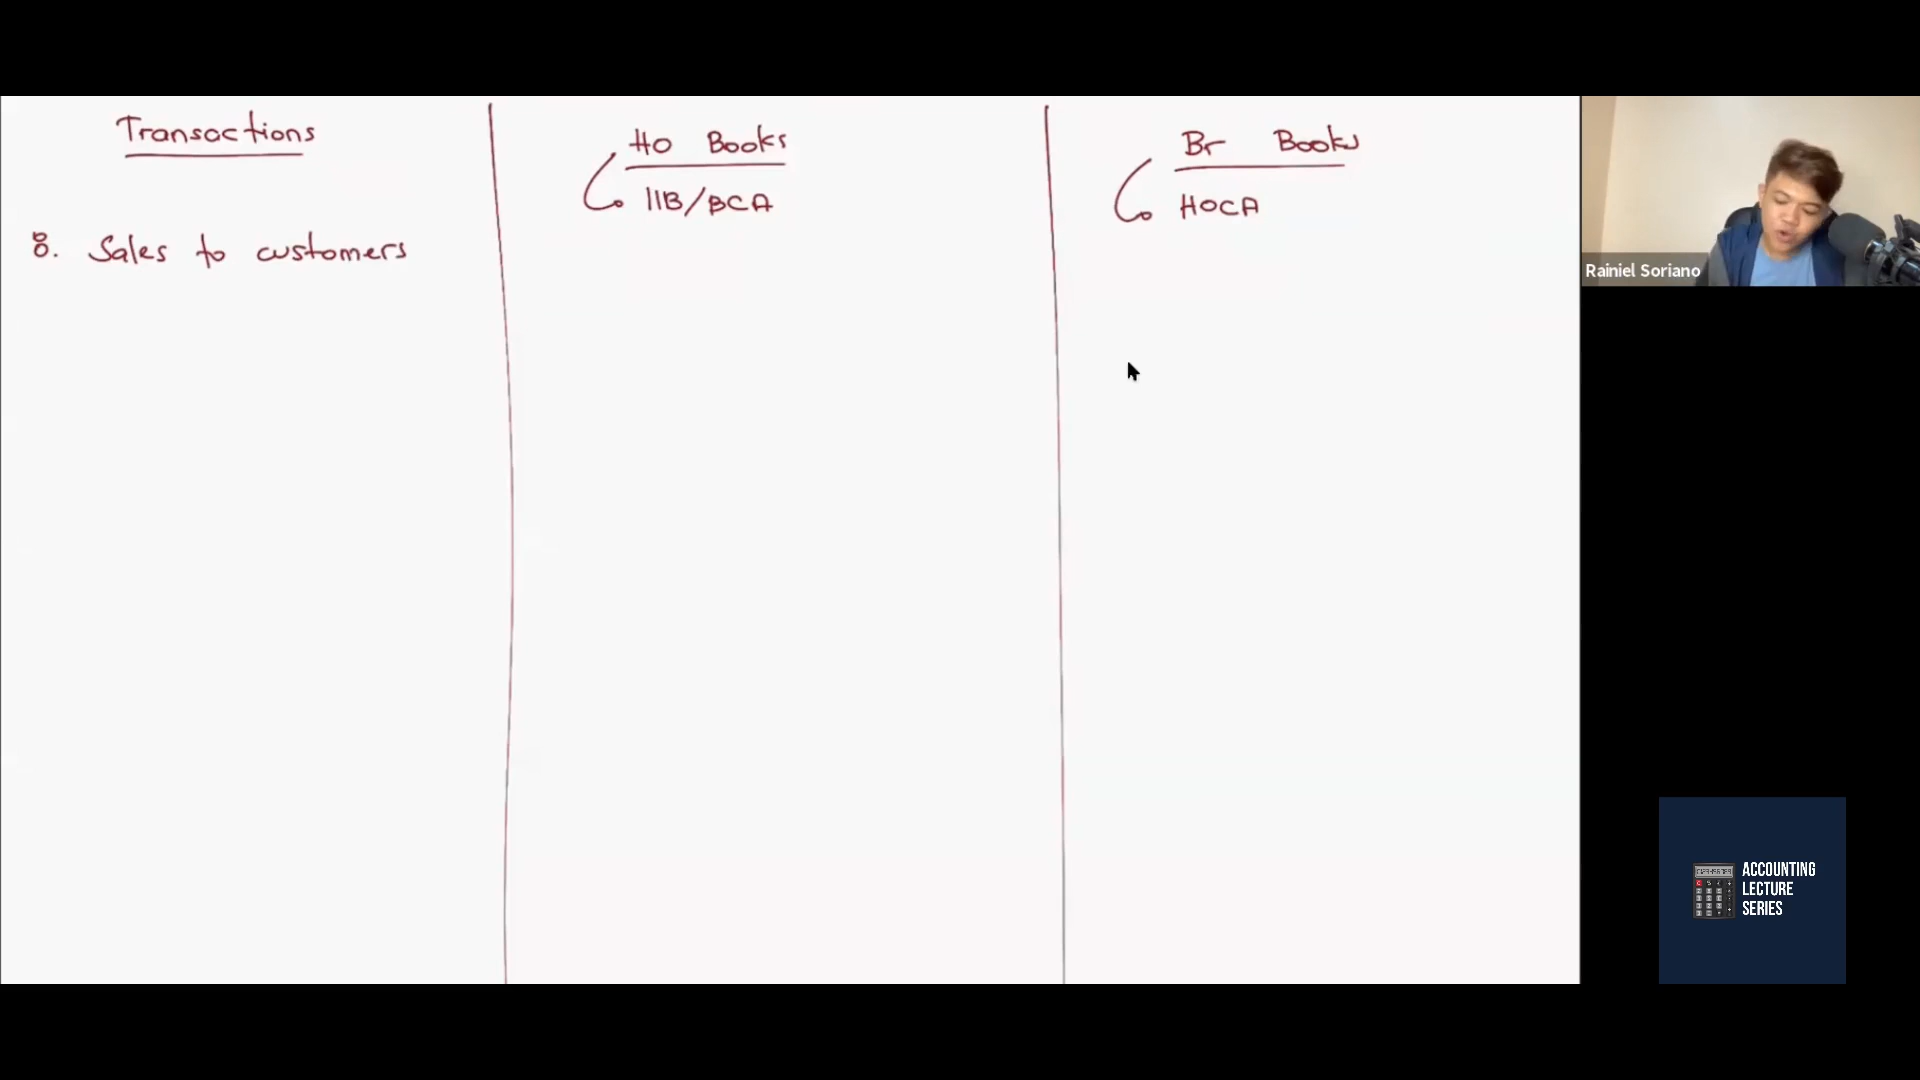 Transactions
HO Books
Br Books
IIB/BCA
HOCA
8. Sales to customers
Rainiel Soriano
ACCOUNTING
LECTURE
SERIES